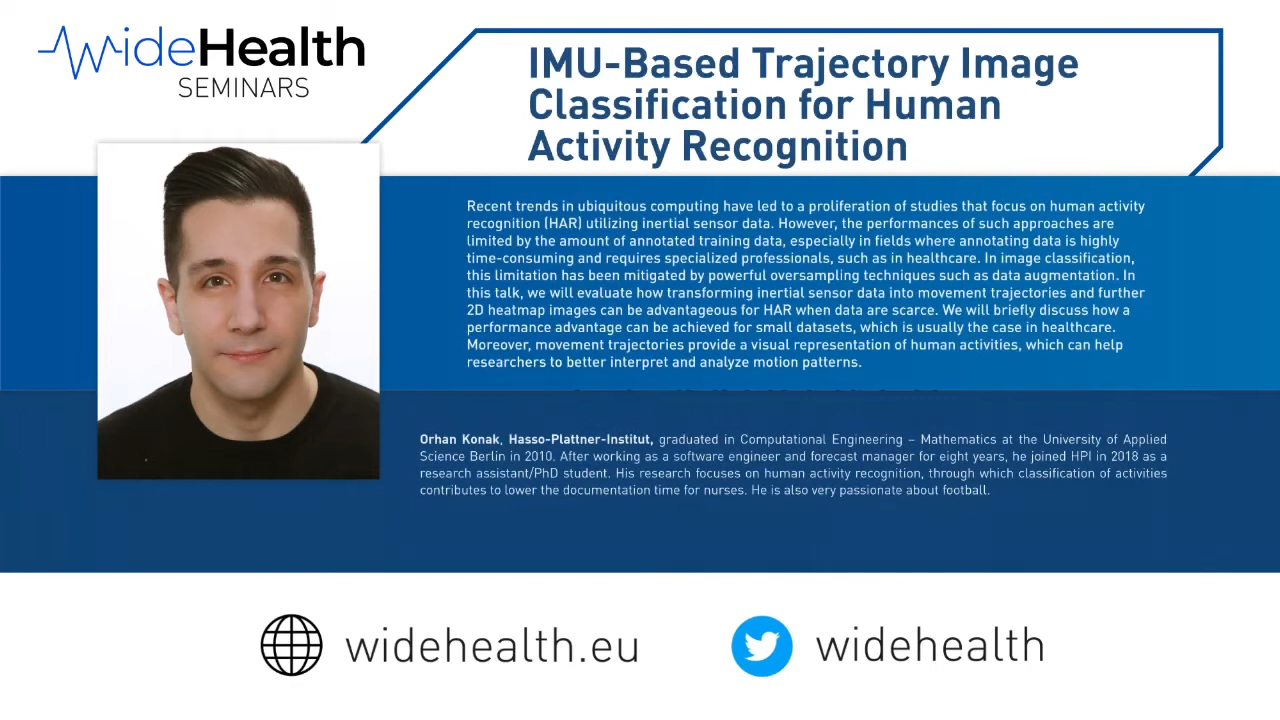 WideHealth
SEMINARS
IMU-Based Trajectory Image
Classification for Human
Activity Recognition
Recent trends in ubiquitous computing have led to a proliferation of studies that focus on human activity
recognition (HAR) utilizing inertial sensor data. However, the performances of such approaches are
limited by the amount of annotated training data, especially in fields where annotating data is highly
time-consuming and requires specialized professionals, such as in healthcare. In image classification,
this limitation has been mitigated by powerful oversampling techniques such as data augmentation. In
this talk, we will evaluate how transforming inertial sensor data into movement trajectories and further
2D heatmap images can be advantageous for HAR when data are scarce. We will briefly discuss how a
performance advantage can be achieved for small datasets, which is usually the case in healthcare.
Moreover, movement trajectories provide a visual representation of human activities, which can help
researchers to better interpret and analyze motion patterns.
Orhan Konak, Hasso-Plattner-Institut, graduated in Computational Engineering – Mathematics at the University of Applied
Science Berlin in 2010. After working as a software engineer and forecast manager for eight years, he joined HPI in 2018 as a
research assistant/PhD student. His research focuses on human activity recognition, through which classification of activities
contributes to lower the documentation time for nurses. He is also very passionate about football.
widehealth.eu
widehealth